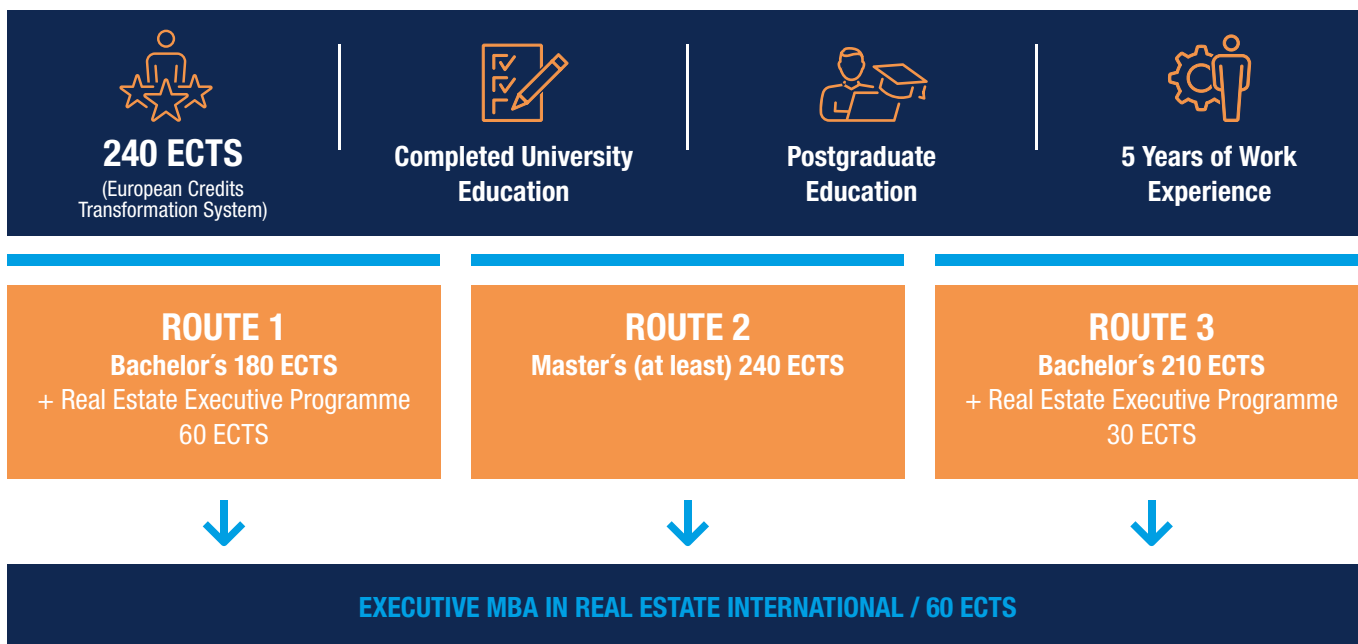 240 ECTS
(European Credits
Transformation System)
Completed University
Education
Postgraduate
Education
5 Years of Work
Experience
ROUTE 1
Bachelor´s 180 ECTS
+ Real Estate Executive Programme
60 ECTS
ROUTE 2
Master´s (at least) 240 ECTS
ROUTE 3
Bachelor´s 210 ECTS
+ Real Estate Executive Programme
30 ECTS
EXECUTIVE MBA IN REAL ESTATE INTERNATIONAL / 60 ECTS